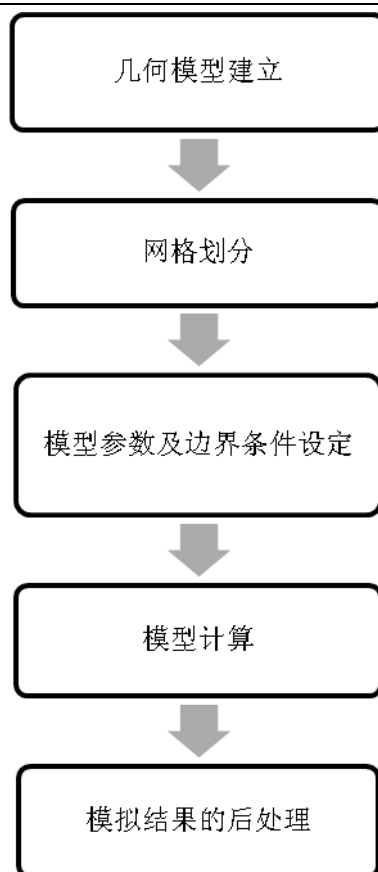 几何模型建立
网格划分
模型参数及边界条件设定
模型计算
模拟结果的后处理